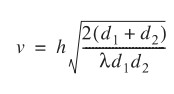 v = h√(2(d₁ + d₂)/λd₁d₂)